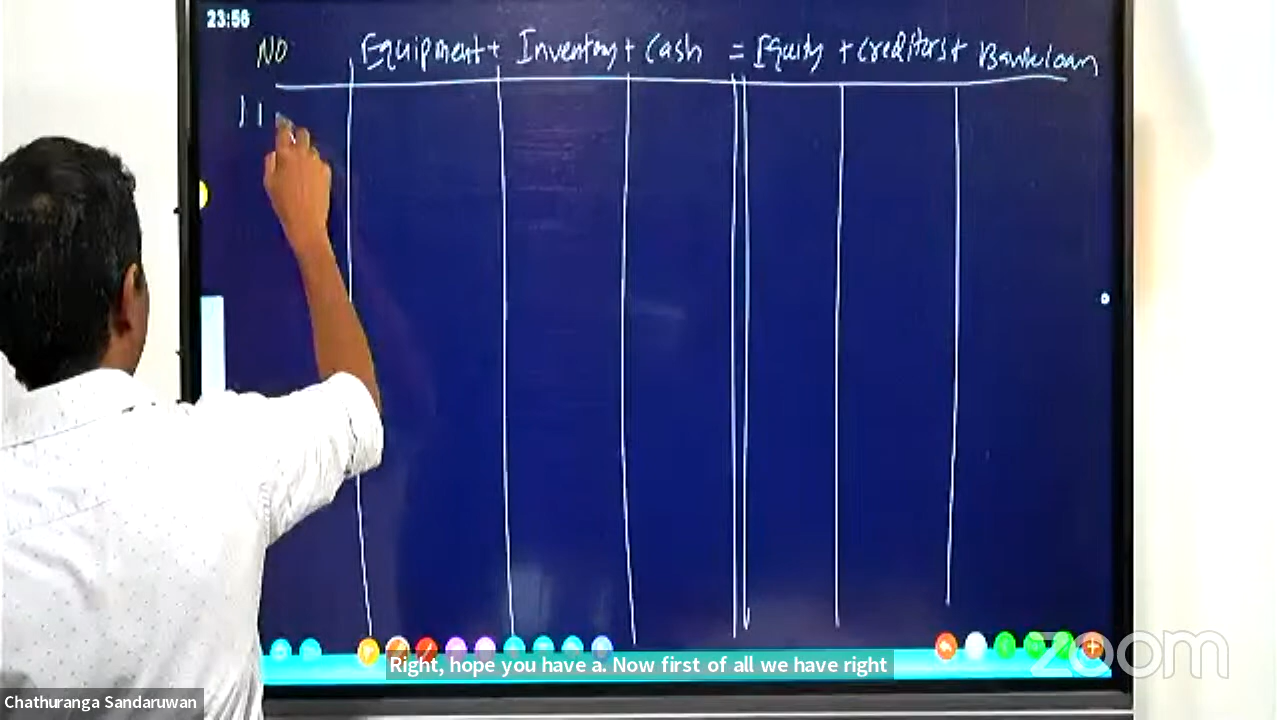 23:56
NO Equipment + Inventory + Cash = Equity + Creditors + Bank loan
11
Right, hope you have a. Now first of all we have right
zoom
Chathuranga Sandaruwan